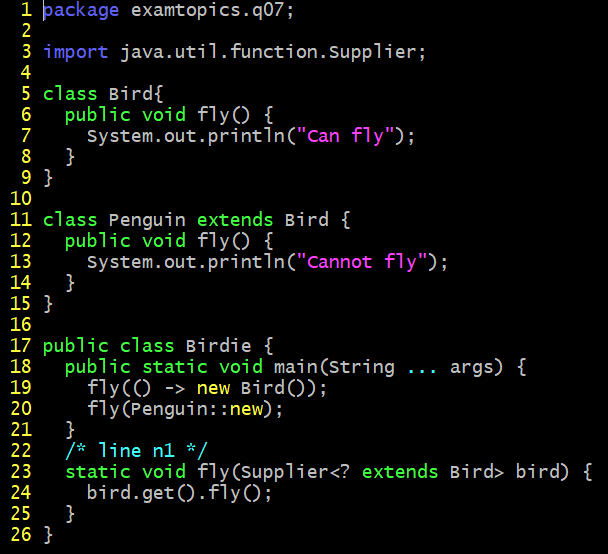 1 package examtopics.q07;
2
3 import java.util.function.Supplier;
4
5 class Bird{
6   public void fly() {
7     System.out.println("Can fly");
8   }
9 }
10
11 class Penguin extends Bird {
12   public void fly() {
13     System.out.println("Cannot fly");
14   }
15 }
16
17 public class Birdie {
18   public static void main(String ... args) {
19     fly(() -> new Bird());
20     fly(Penguin::new);
21   }
22   /* line n1 */
23   static void fly(Supplier<? extends Bird> bird) {
24     bird.get().fly();
25   }
26 }